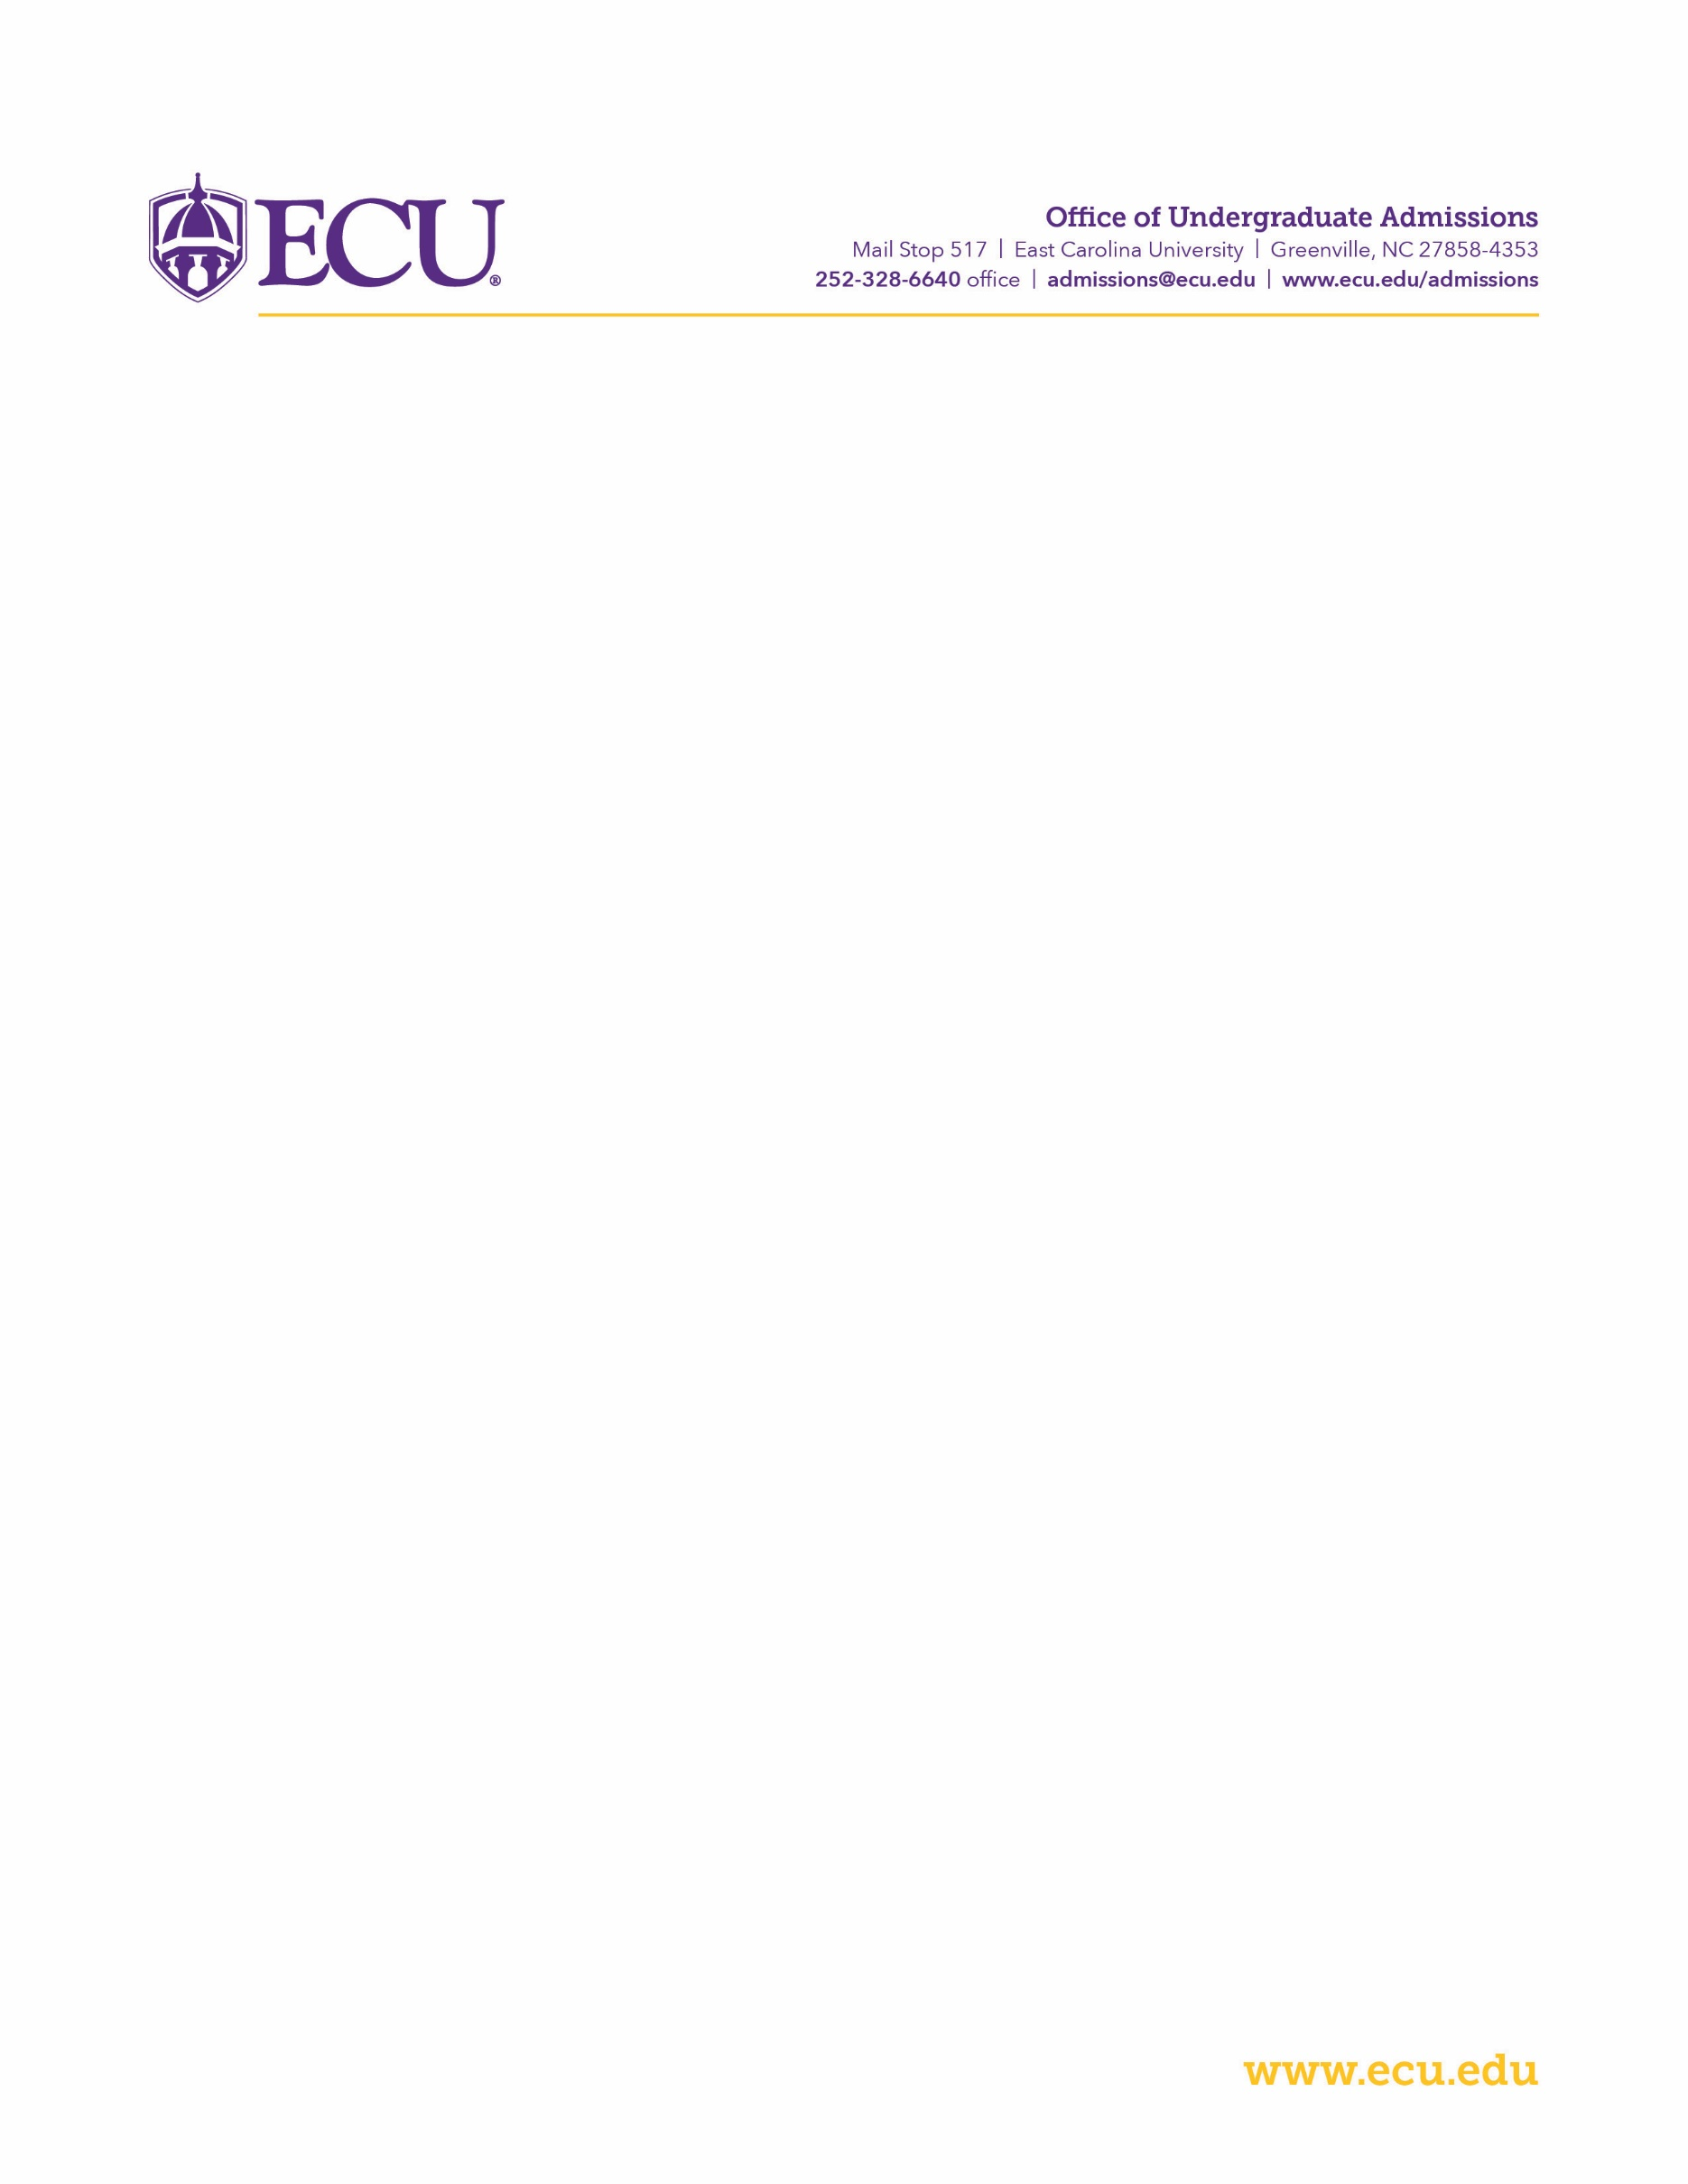 ECU®
Office of Undergraduate Admissions
Mail Stop 517 | East Carolina University | Greenville, NC 27858-4353
252-328-6640 office | admissions@ecu.edu | www.ecu.edu/admissions
www.ecu.edu